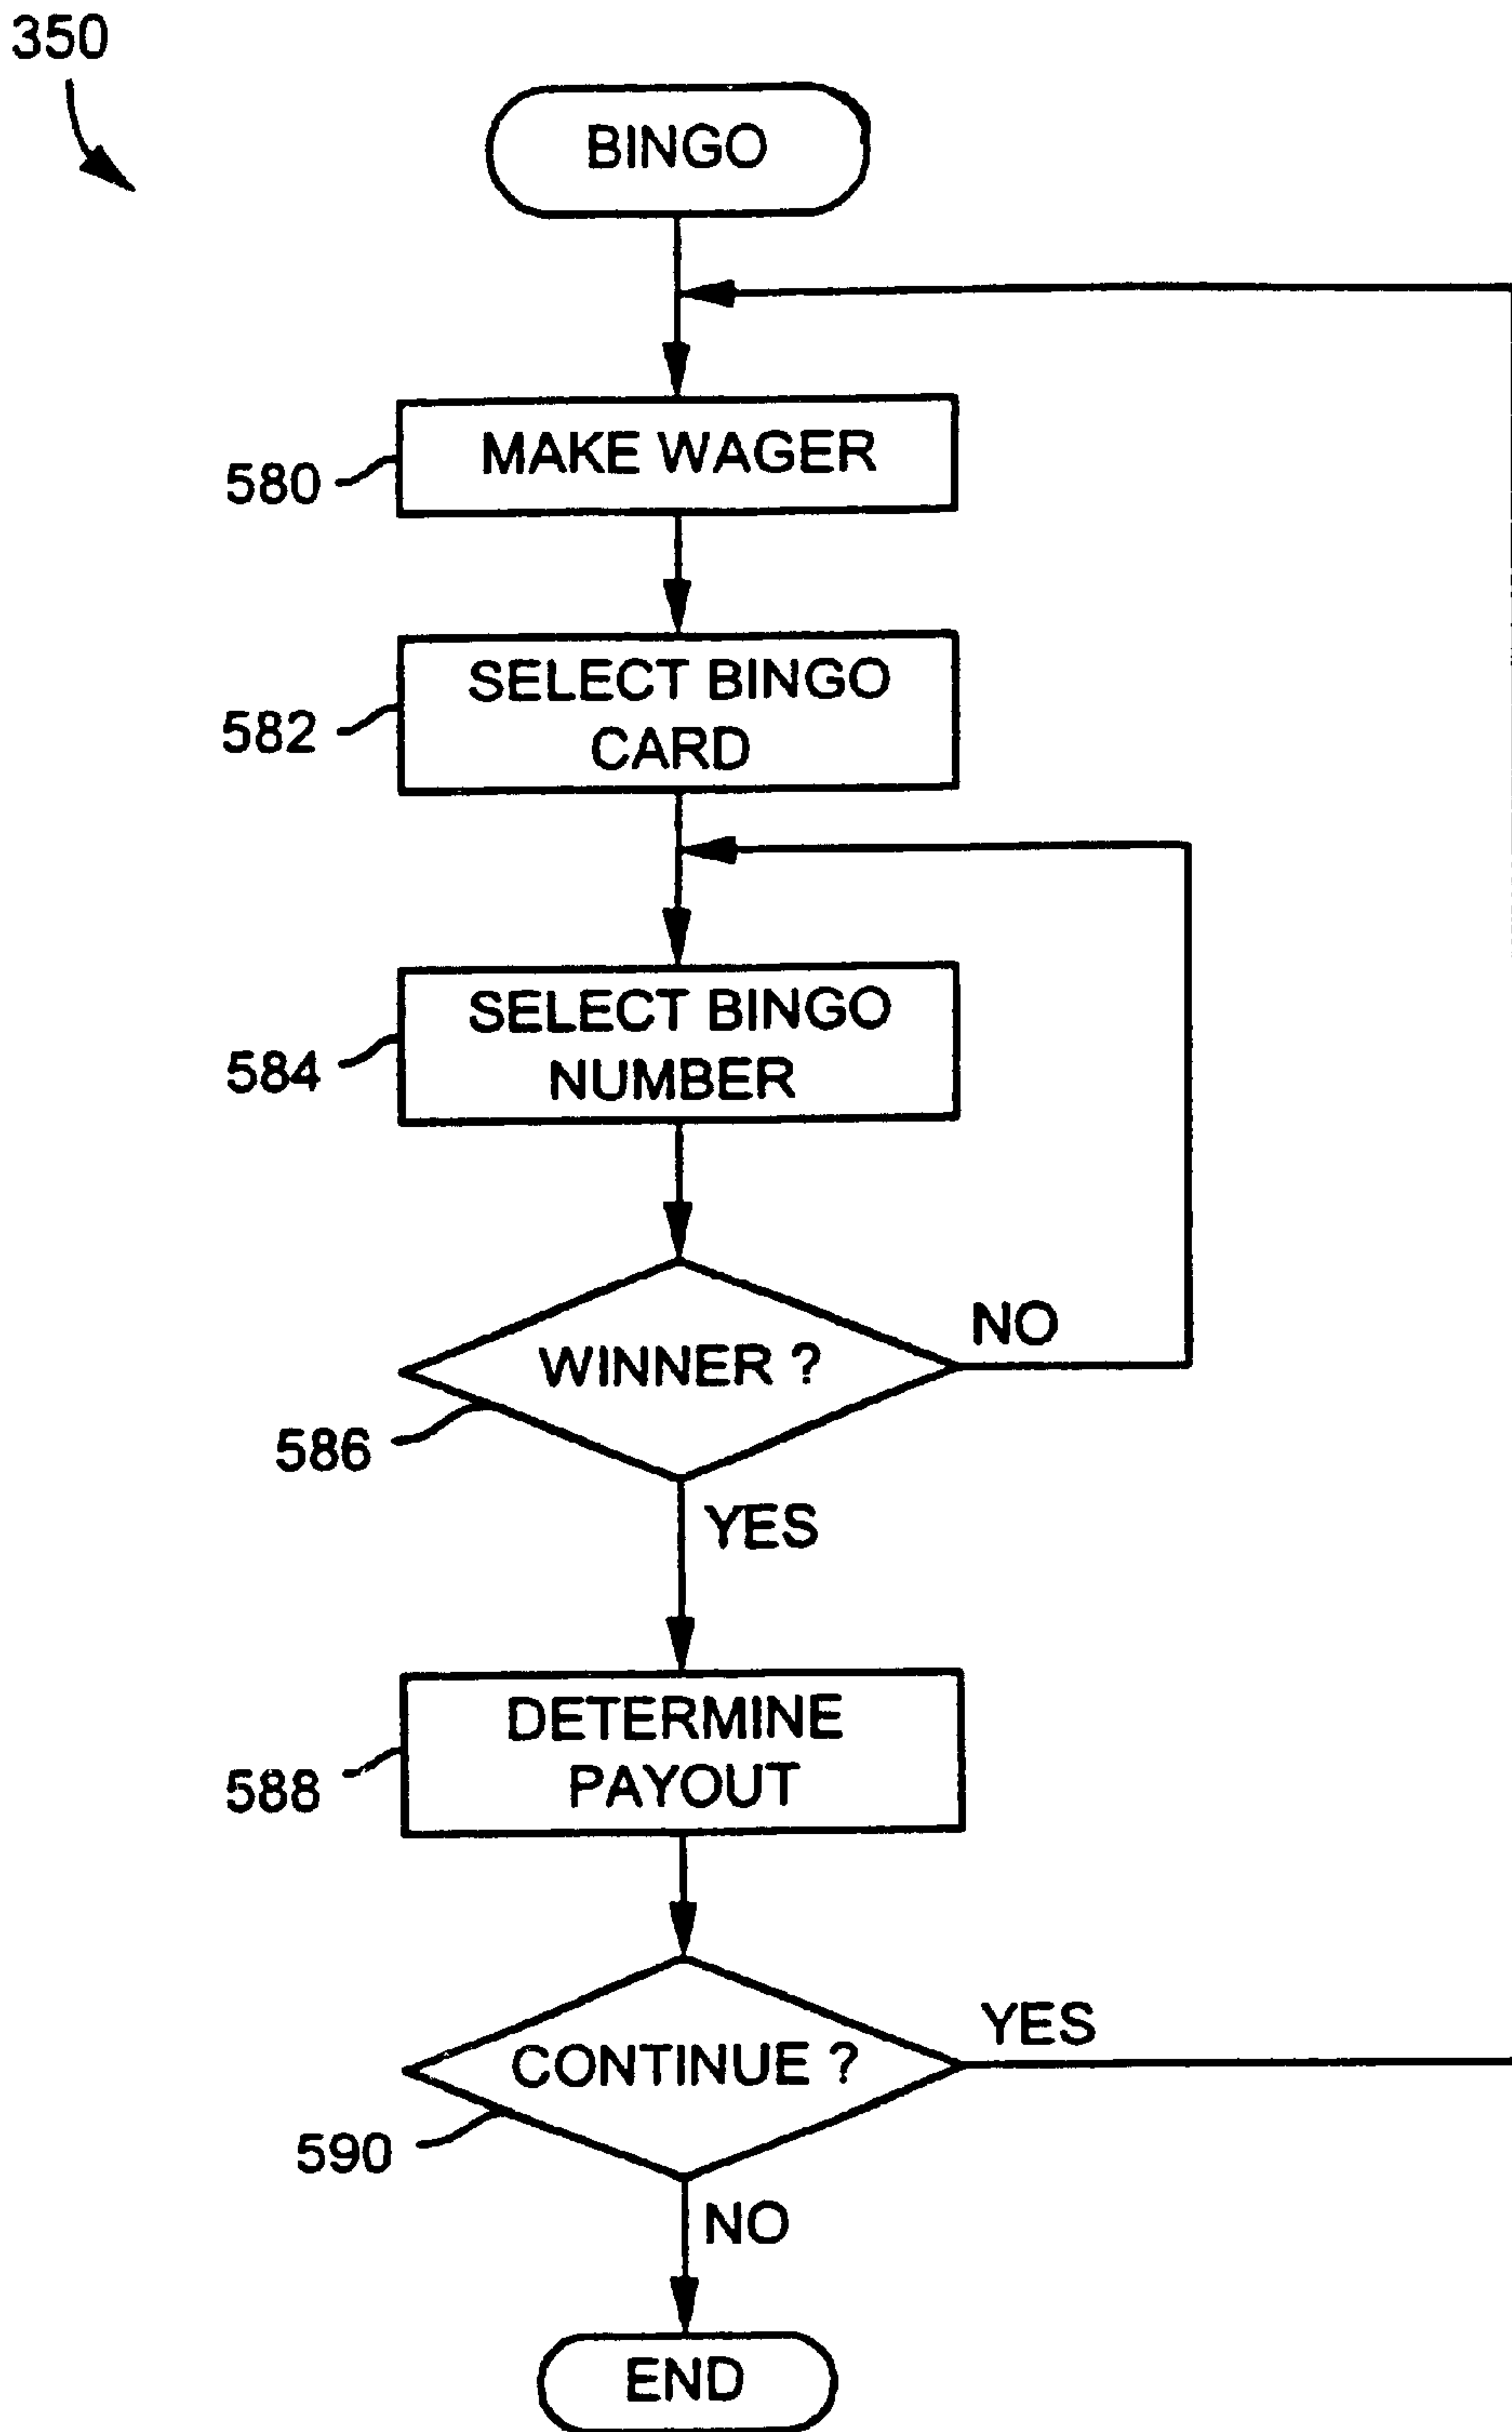 350
BINGO
MAKE WAGER
580
SELECT BINGO
CARD
582
SELECT BINGO
NUMBER
584
WINNER ?
NO
586
YES
DETERMINE
PAYOUT
588
CONTINUE ?
YES
590
NO
END